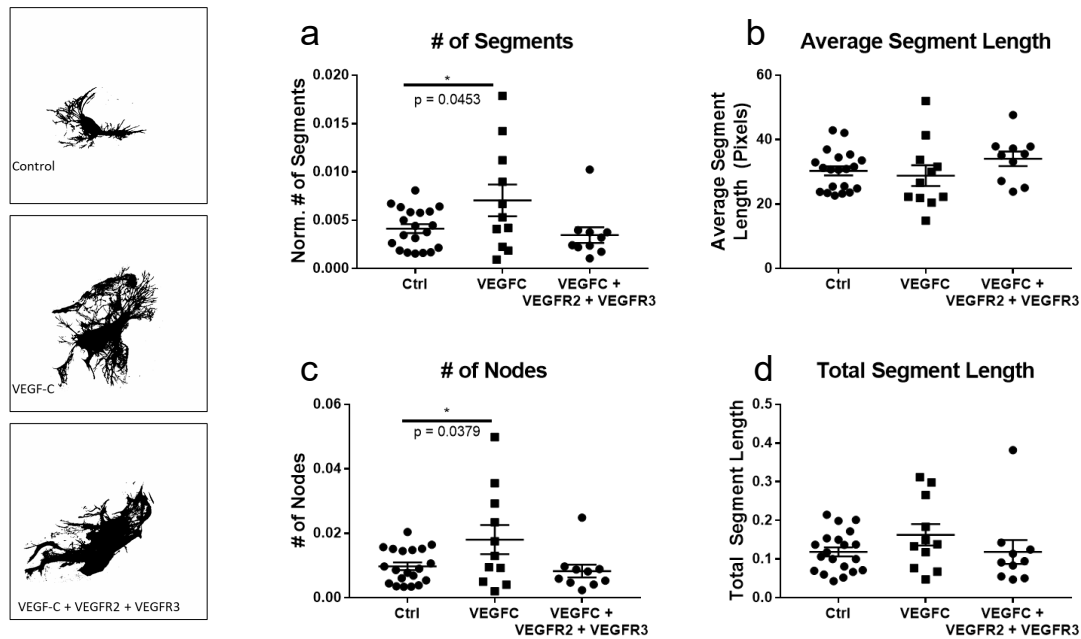 Control
VEGF-C
VEGF-C + VEGFR2 + VEGFR3
a
# of Segments
Norm. # of Segments
0.020
0.015
0.010
0.005
0.000
*
p = 0.0453
Ctrl
VEGFC
VEGFC +
VEGFR2 + VEGFR3
b
Average Segment Length
Average Segment
Length (Pixels)
60
40
20
0
Ctrl
VEGFC
VEGFC +
VEGFR2 + VEGFR3
c
# of Nodes
# of Nodes
0.06
0.04
0.02
0.00
*
p = 0.0379
Ctrl
VEGFC
VEGFC +
VEGFR2 + VEGFR3
d
Total Segment Length
Total Segment Length
0.5
0.4
0.3
0.2
0.1
0.0
Ctrl
VEGFC
VEGFC +
VEGFR2 + VEGFR3